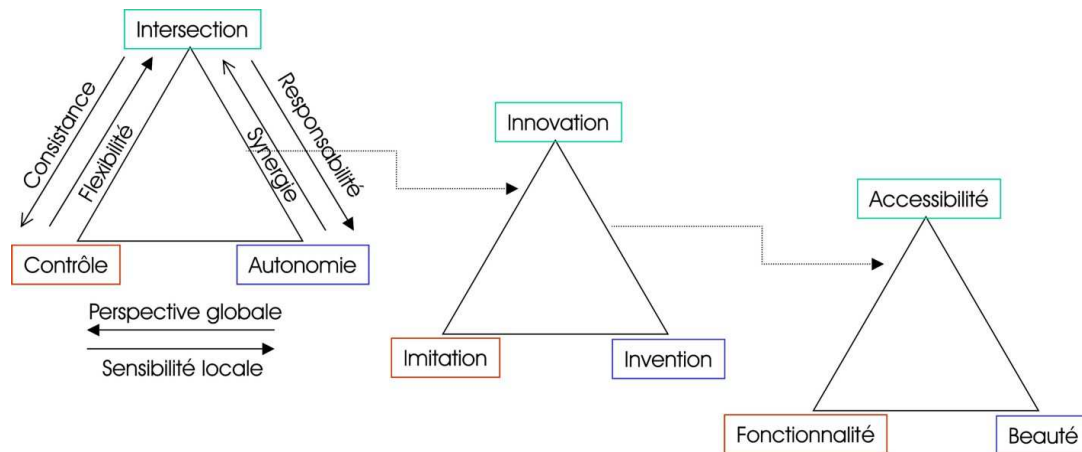 Intersection
Consistance
Flexibilité
Synergie
Responsabilité
Contrôle
Autonomie
Perspective globale
Sensibilité locale
Innovation
Imitation
Invention
Accessibilité
Fonctionnalité
Beauté